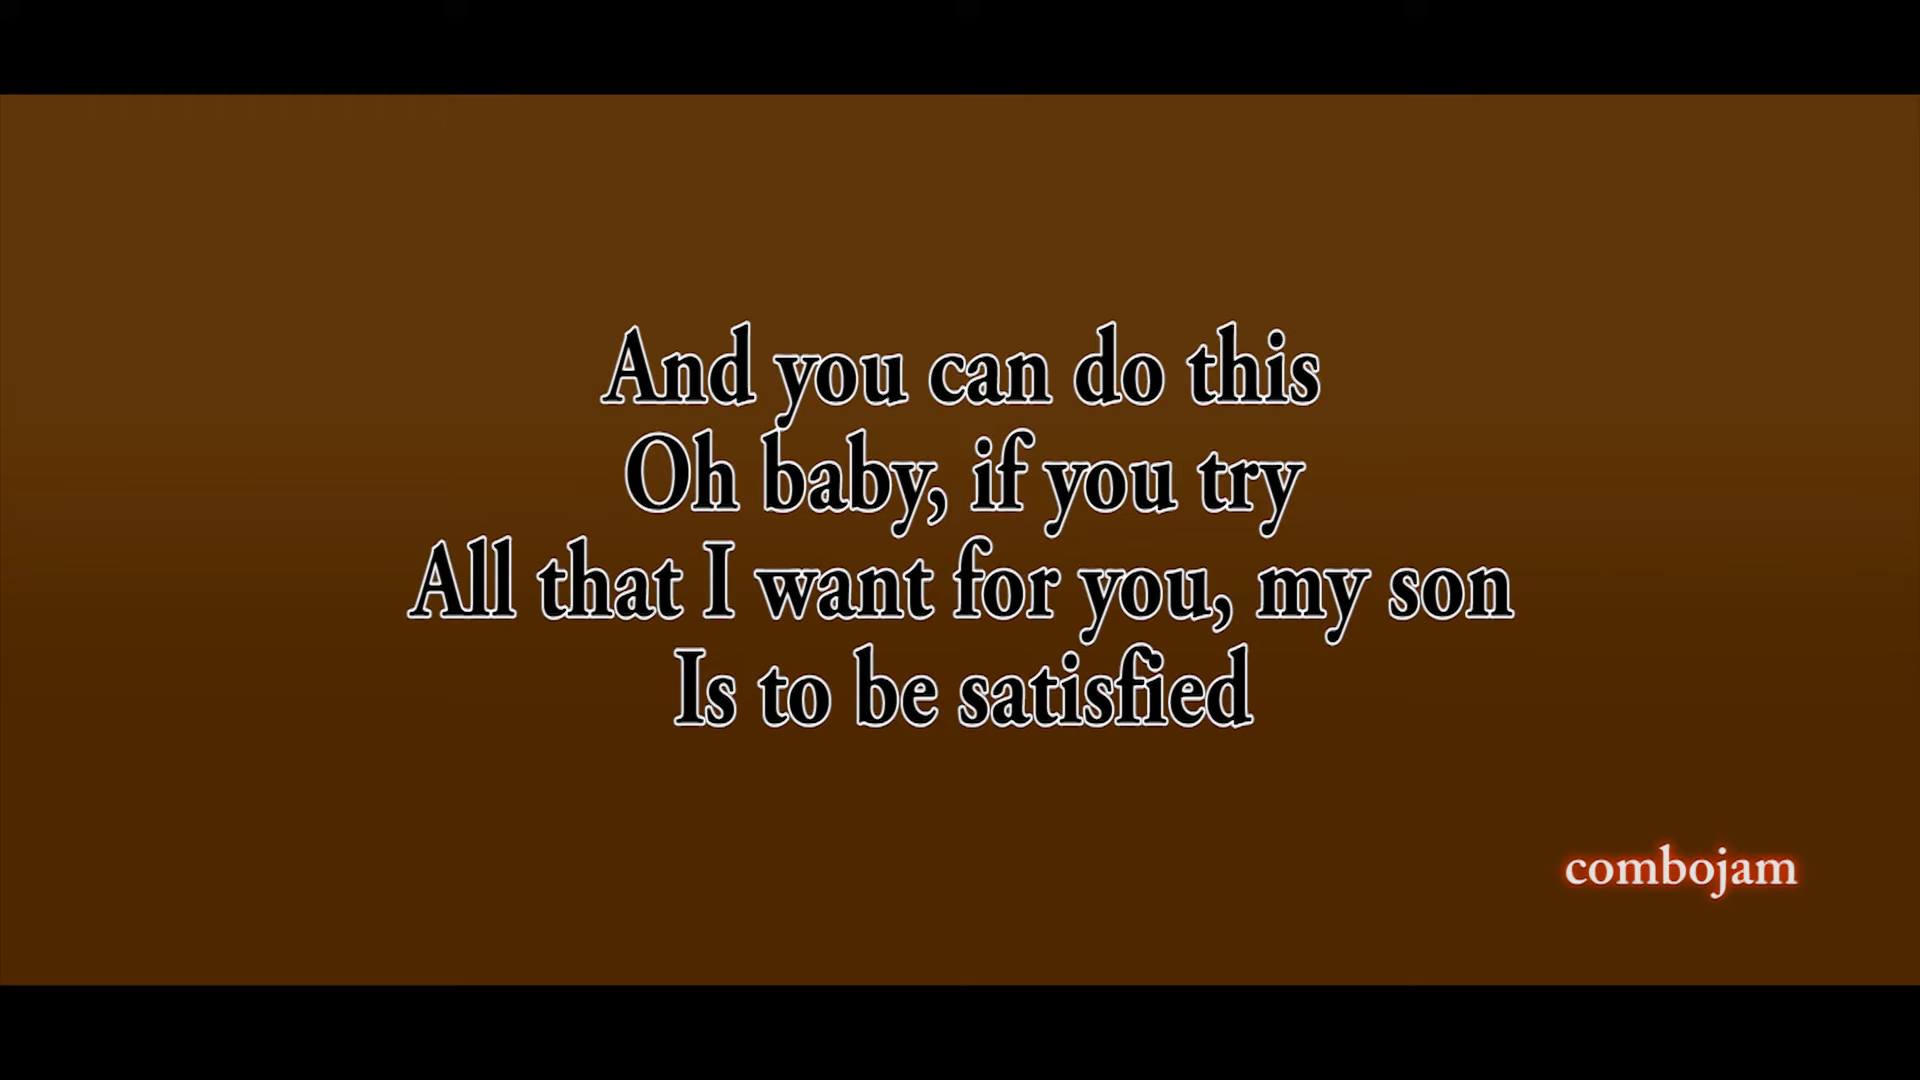 And you can do this
Oh baby, if you try
All that I want for you, my son
Is to be satisfied
combojam